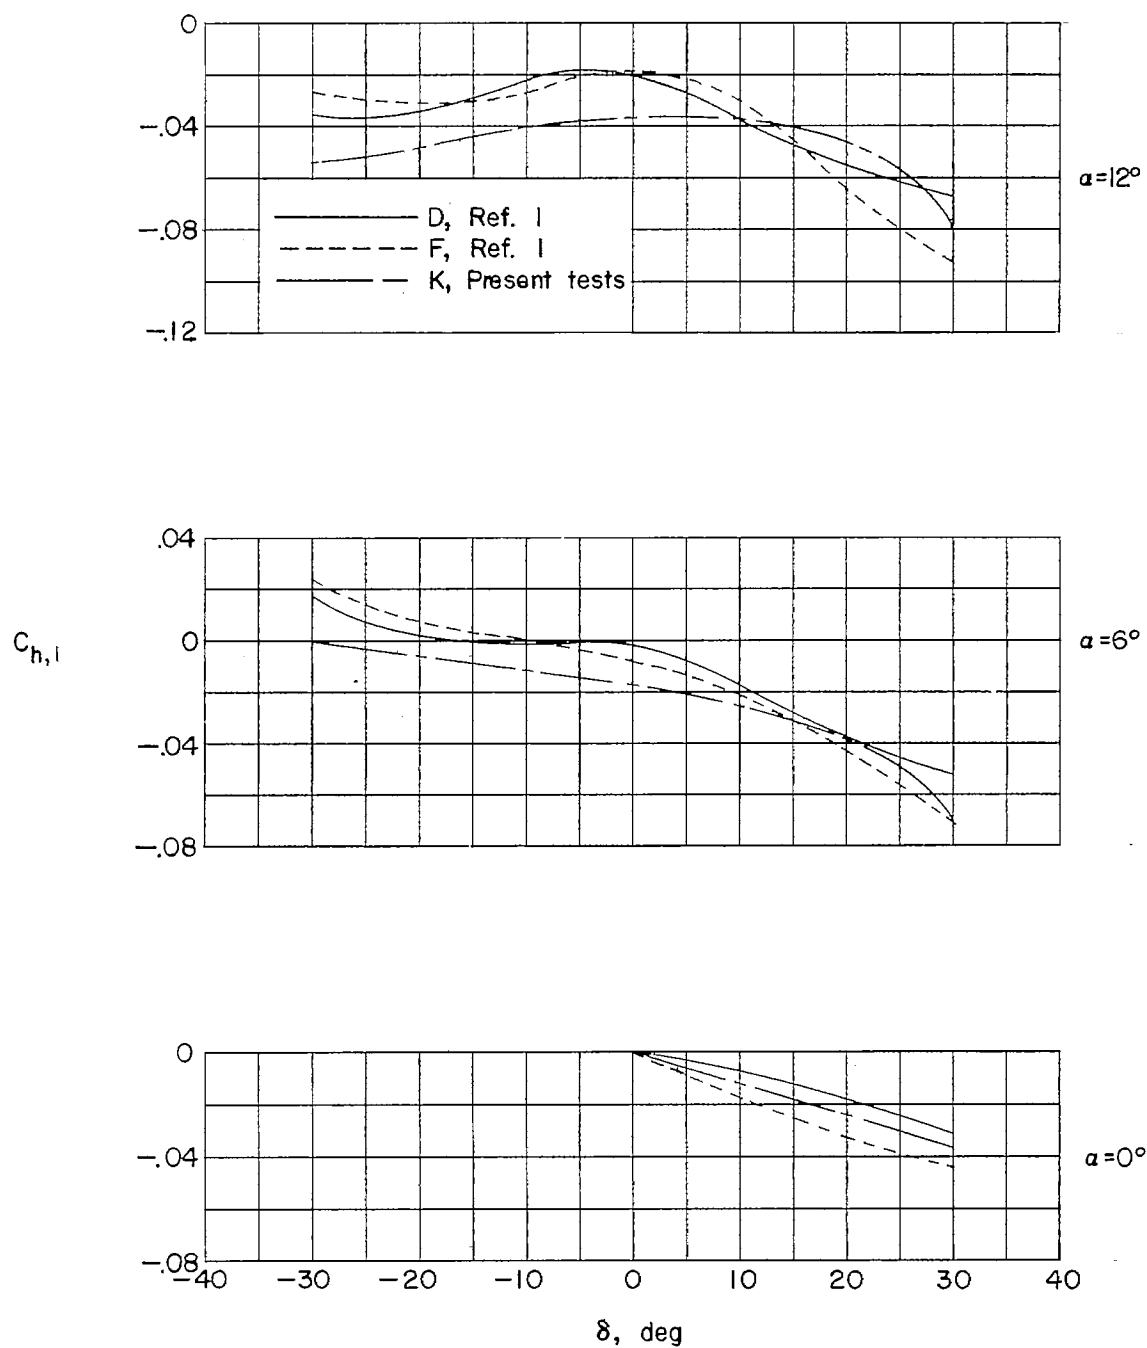 0
-.04
α=12°
D, Ref. 1
-.08
F, Ref. 1
K, Present tests
-.12
.04
C_h,1
0
α=6°
-.04
-.08
0
-.04
α=0°
-.08
-40 -30 -20 -10 0 10 20 30 40
δ, deg